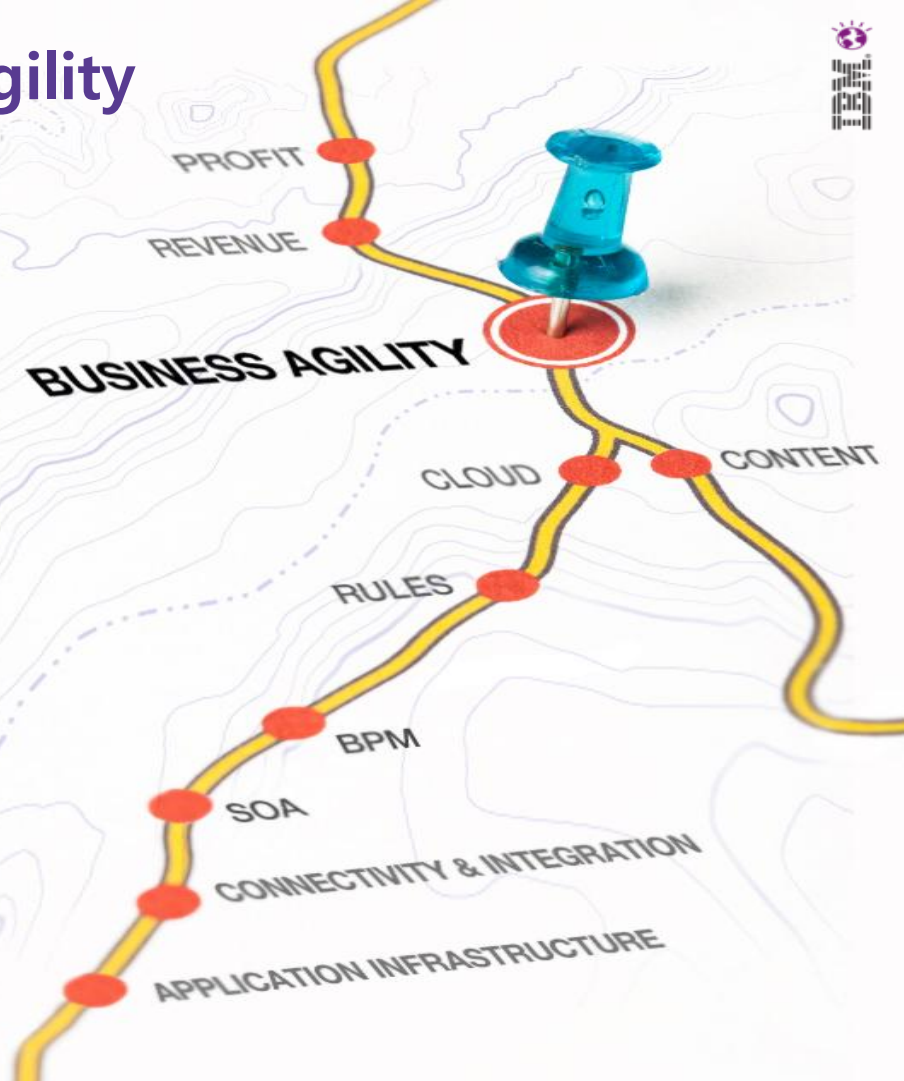 gility
IBM
PROFIT
REVENUE
BUSINESS AGILITY
CLOUD
CONTENT
RULES
BPM
SOA
CONNECTIVITY & INTEGRATION
APPLICATION INFRASTRUCTURE